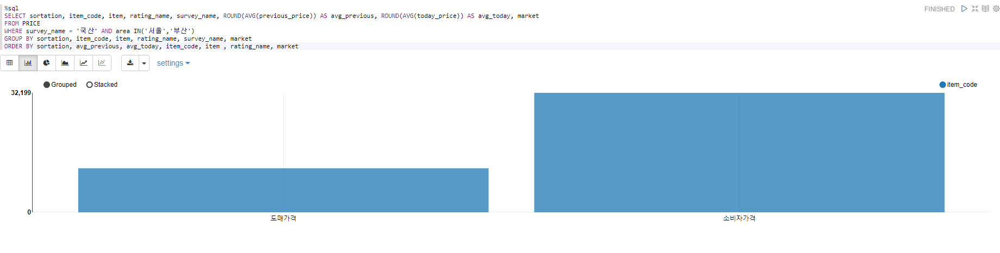 %sql
FINISHED
SELECT sortation, item_code, item, rating_name, survey_name, ROUND(AVG(previous_price)) AS avg_previous, ROUND(AVG(today_price)) AS avg_today, market
FROM PRICE
WHERE survey_name = '국산' AND area IN('서울','부산')
GROUP BY sortation, item_code, item, rating_name, survey_name, market
ORDER BY sortation, avg_previous, avg_today, item_code, item , rating_name, market
settings
Grouped Stacked
item_code
32,199
0
도매가격 소비자가격